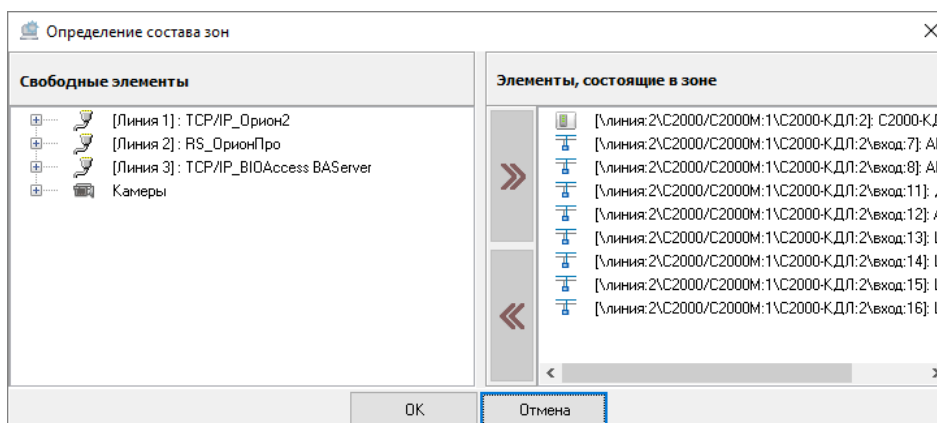 Определение состава зон
Свободные элементы
[Линия 1] : TCP/IP_Орион2
[Линия 2] : RS_ОрионПро
[Линия 3] : TCP/IP_BIOAccess BAServer
Камеры
Элементы, состоящие в зоне
[\линия:2\С2000/С2000М:1\С2000-КДЛ:2]: С2000-КД
[\линия:2\С2000/С2000М:1\С2000-КДЛ:2\вход:7]:
[\линия:2\С2000/С2000М:1\С2000-КДЛ:2\вход:8]:
[\линия:2\С2000/С2000М:1\С2000-КДЛ:2\вход:11]:
[\линия:2\С2000/С2000М:1\С2000-КДЛ:2\вход:12]:
[\линия:2\С2000/С2000М:1\С2000-КДЛ:2\вход:13]:
[\линия:2\С2000/С2000М:1\С2000-КДЛ:2\вход:14]:
[\линия:2\С2000/С2000М:1\С2000-КДЛ:2\вход:15]:
[\линия:2\С2000/С2000М:1\С2000-КДЛ:2\вход:16]:
OK
Отмена